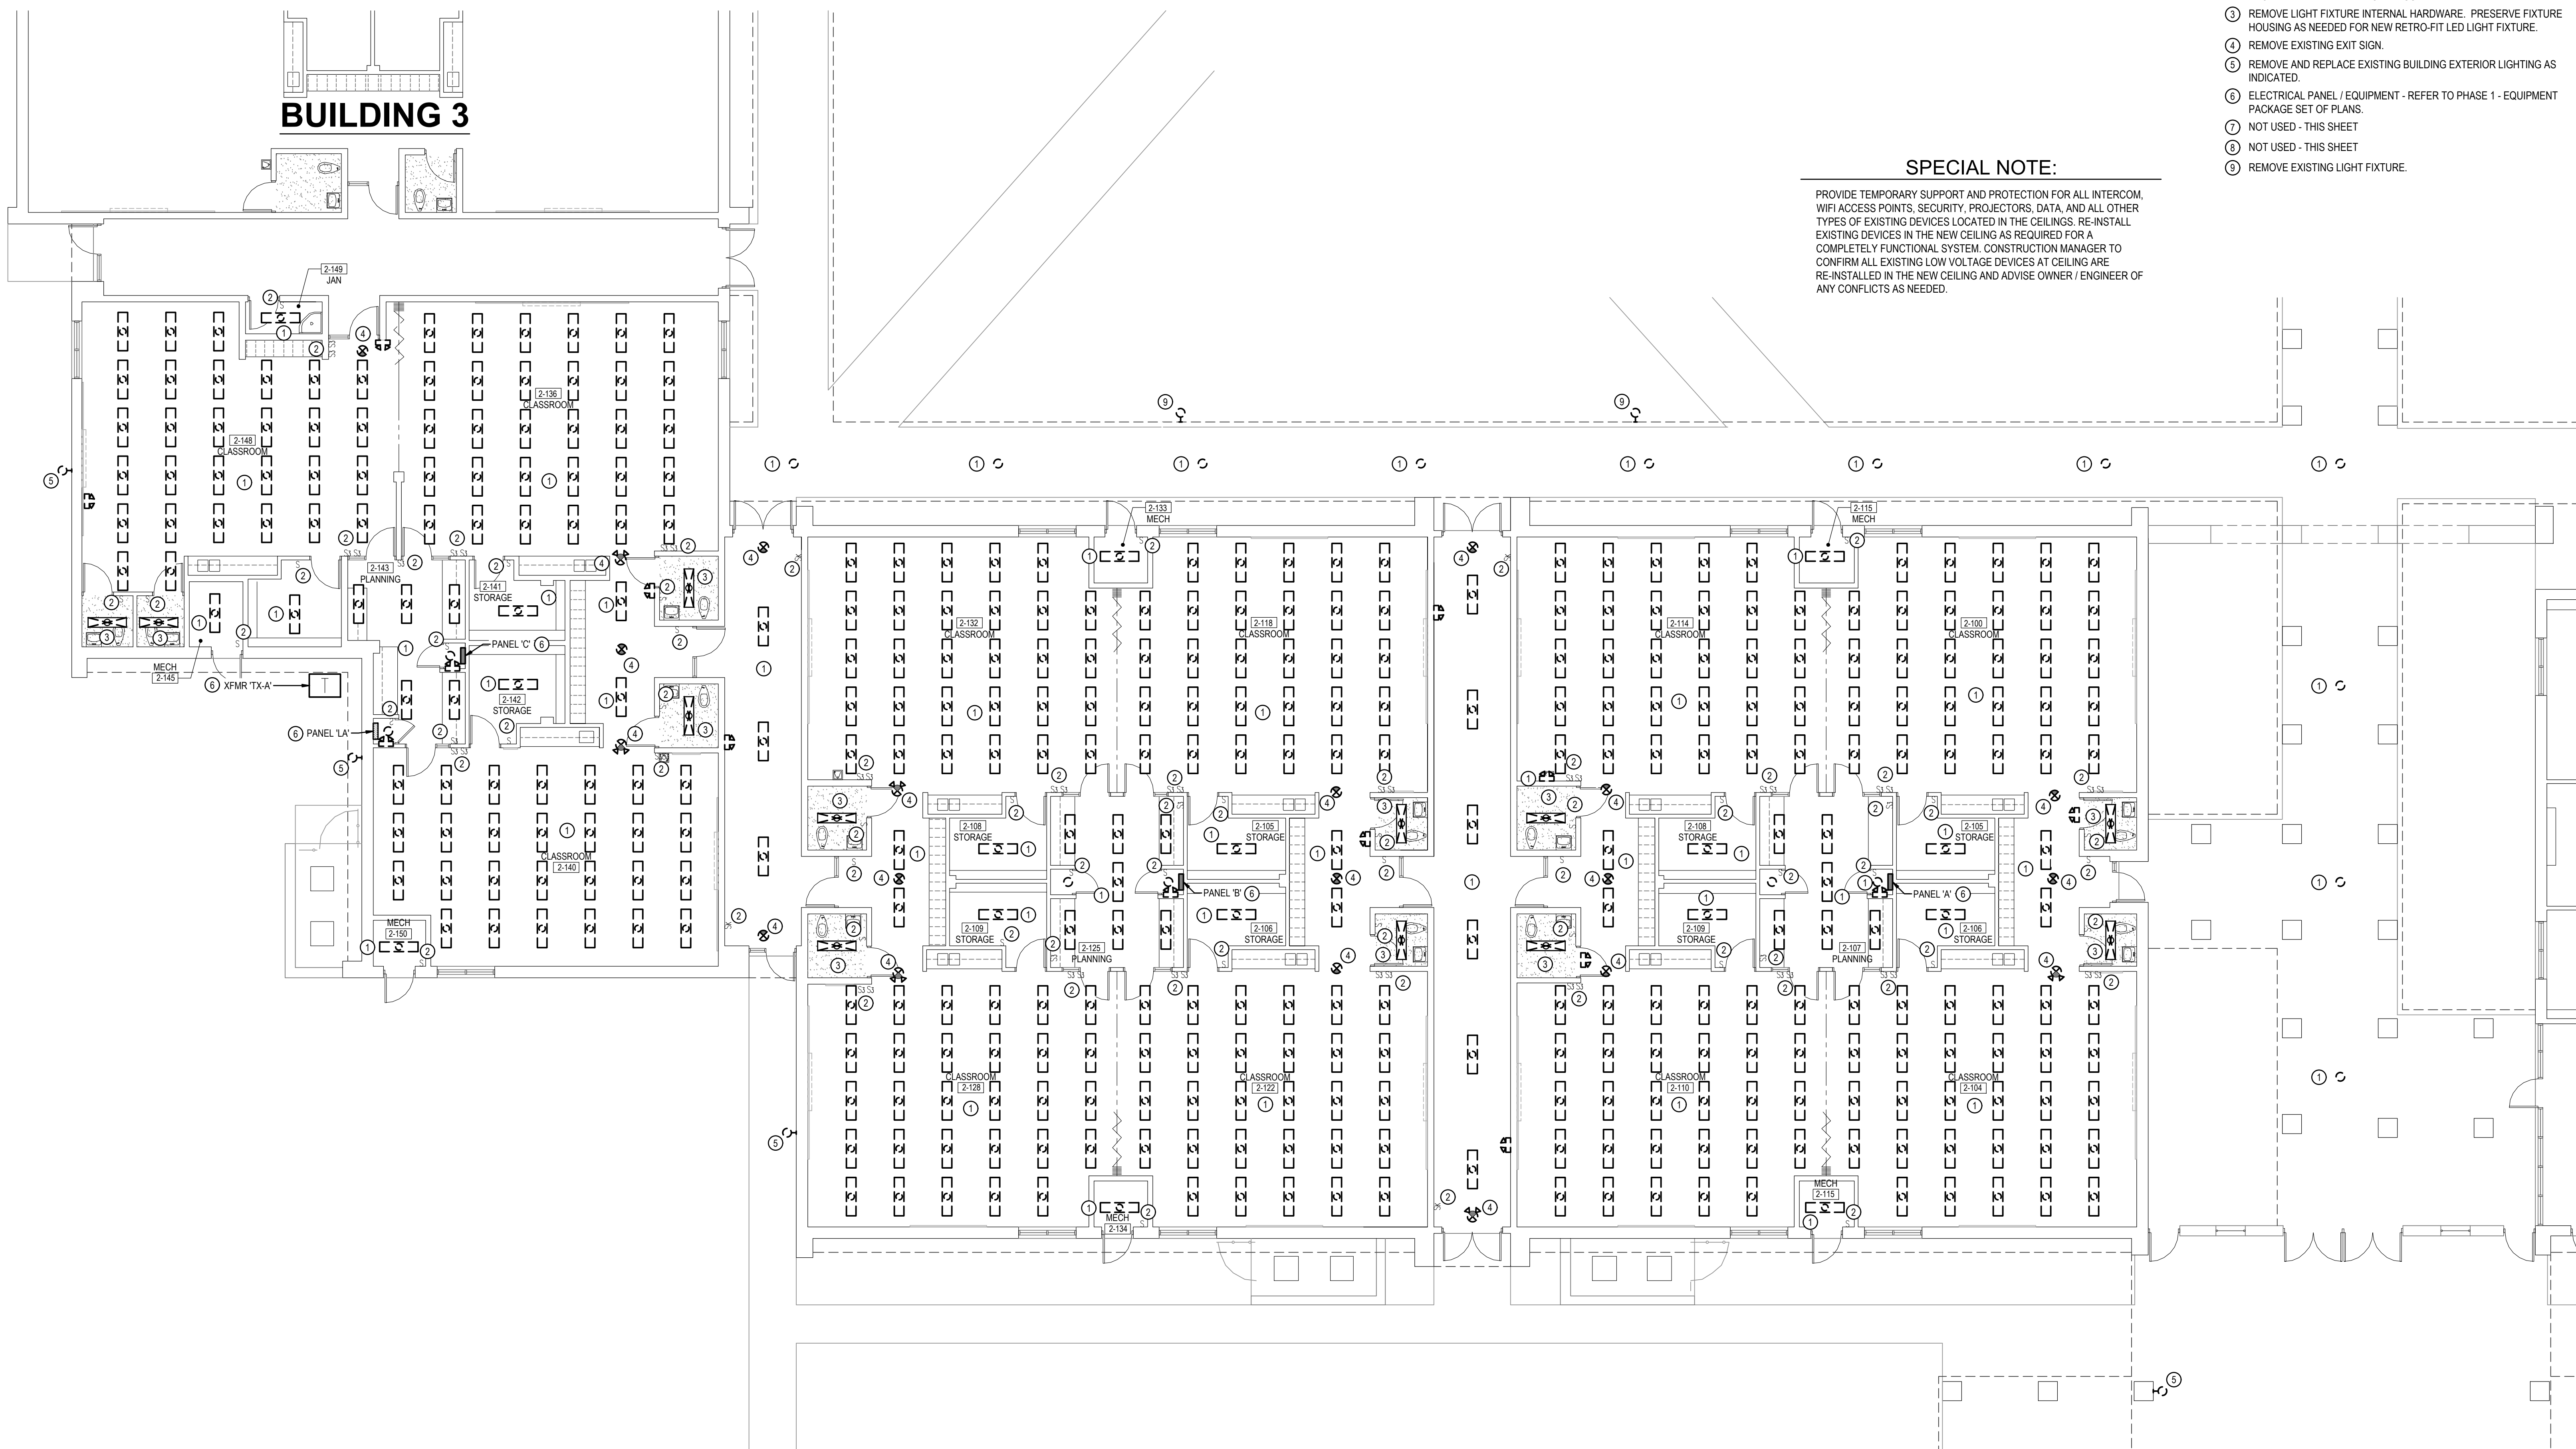 3 REMOVE LIGHT FIXTURE INTERNAL HARDWARE. PRESERVE FIXTURE
HOUSING AS NEEDED FOR NEW RETRO-FIT LED LIGHT FIXTURE.
4 REMOVE EXISTING EXIT SIGN.
5 REMOVE AND REPLACE EXISTING BUILDING EXTERIOR LIGHTING AS
INDICATED.
6 ELECTRICAL PANEL / EQUIPMENT - REFER TO PHASE 1 - EQUIPMENT
PACKAGE SET OF PLANS.
7 NOT USED - THIS SHEET
8 NOT USED - THIS SHEET
9 REMOVE EXISTING LIGHT FIXTURE.
BUILDING 3
SPECIAL NOTE:
PROVIDE TEMPORARY SUPPORT AND PROTECTION FOR ALL INTERCOM,
WIFI ACCESS POINTS, SECURITY, PROJECTORS, DATA, AND ALL OTHER
TYPES OF EXISTING DEVICES LOCATED IN THE CEILINGS. RE-INSTALL
EXISTING DEVICES IN THE NEW CEILING AS REQUIRED FOR A
COMPLETELY FUNCTIONAL SYSTEM. CONSTRUCTION MANAGER TO
CONFIRM ALL EXISTING LOW VOLTAGE DEVICES AT CEILING ARE
RE-INSTALLED IN THE NEW CEILING AND ADVISE OWNER / ENGINEER OF
ANY CONFLICTS AS NEEDED.
2-149
JAN
2-136
CLASSROOM
2-148
CLASSROOM
2-143
PLANNING
2-141
STORAGE
PANEL 'C' 6
MECH
2-145
6 XFMR 'TX-A'
2-142
STORAGE
6 PANEL 'LA'
CLASSROOM
2-140
MECH
2-150
2-133
MECH
2-115
MECH
2-132
CLASSROOM
2-118
CLASSROOM
2-114
CLASSROOM
2-100
CLASSROOM
2-108
STORAGE
2-105
STORAGE
2-108
STORAGE
2-105
STORAGE
PANEL 'B' 6
PANEL 'A' 6
2-109
STORAGE
2-106
STORAGE
2-109
STORAGE
2-106
STORAGE
2-125
PLANNING
2-107
PLANNING
CLASSROOM
2-128
CLASSROOM
2-122
CLASSROOM
2-110
CLASSROOM
2-104
MECH
2-134
MECH
2-115